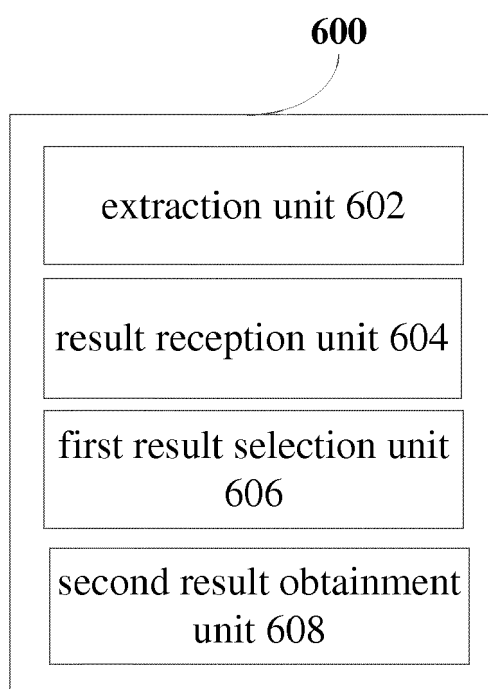 600
extraction unit 602
result reception unit 604
first result selection unit
606
second result obtainment
unit 608